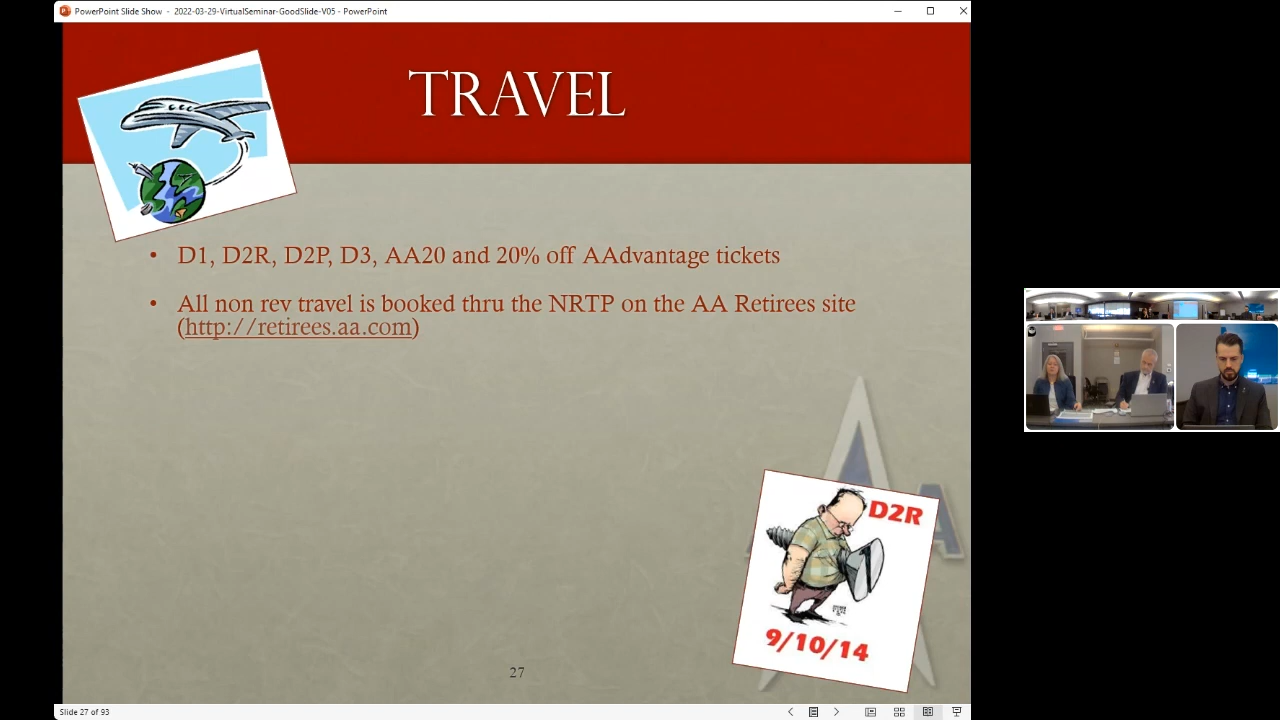 PowerPoint Slide Show - 2022-03-29-VirtualSeminar-GoodSlide-V05 - PowerPoint
TRAVEL
• D1, D2R, D2P, D3, AA20 and 20% off AAdvantage tickets
• All non rev travel is booked thru the NRTP on the AA Retirees site
(http://retirees.aa.com)
D2R
9/10/14
27
Slide 27 of 93